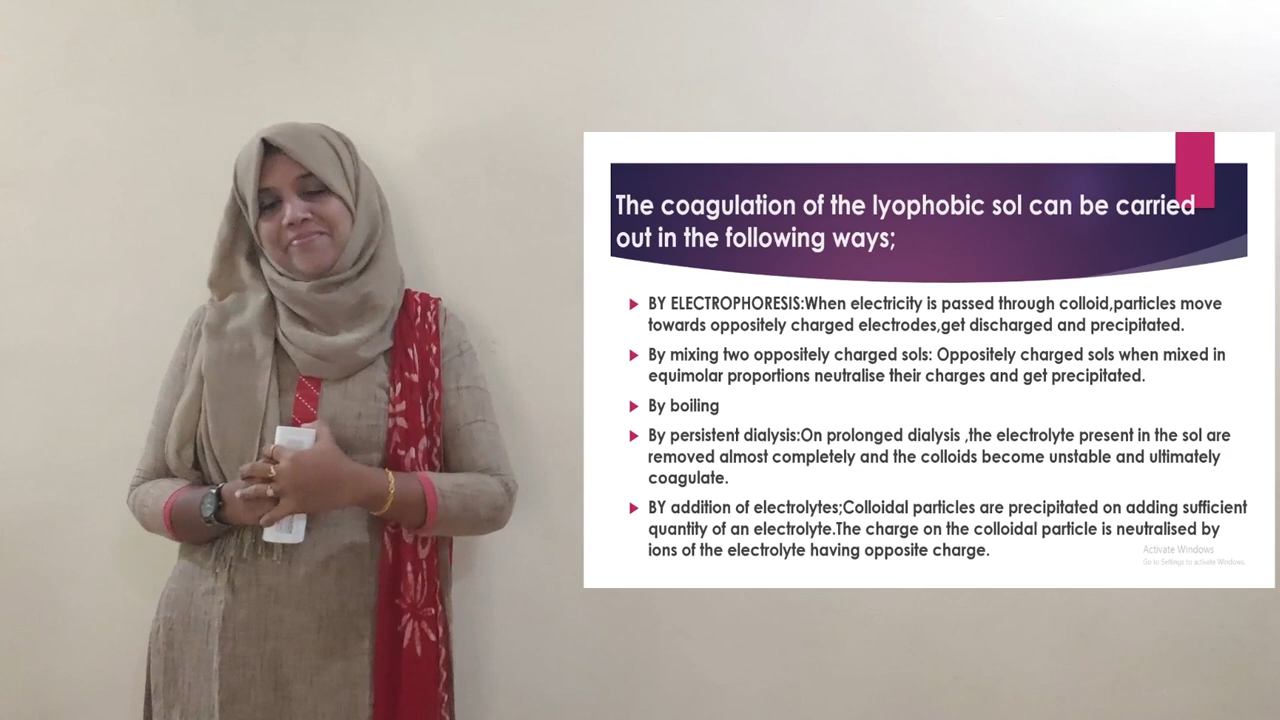 The coagulation of the lyophobic sol can be carried
out in the following ways;
BY ELECTROPHORESIS:When electricity is passed through colloid,particles move
towards oppositely charged electrodes,get discharged and precipitated.
By mixing two oppositely charged sols: Oppositely charged sols when mixed in
equimolar proportions neutralise their charges and get precipitated.
By boiling
By persistent dialysis:On prolonged dialysis ,the electrolyte present in the sol are
removed almost completely and the colloids become unstable and ultimately
coagulate.
BY addition of electrolytes;Colloidal particles are precipitated on adding sufficient
quantity of an electrolyte.The charge on the colloidal particle is neutralised by
ions of the electrolyte having opposite charge.
Activate Windows
Go to Settings to activate Windows.